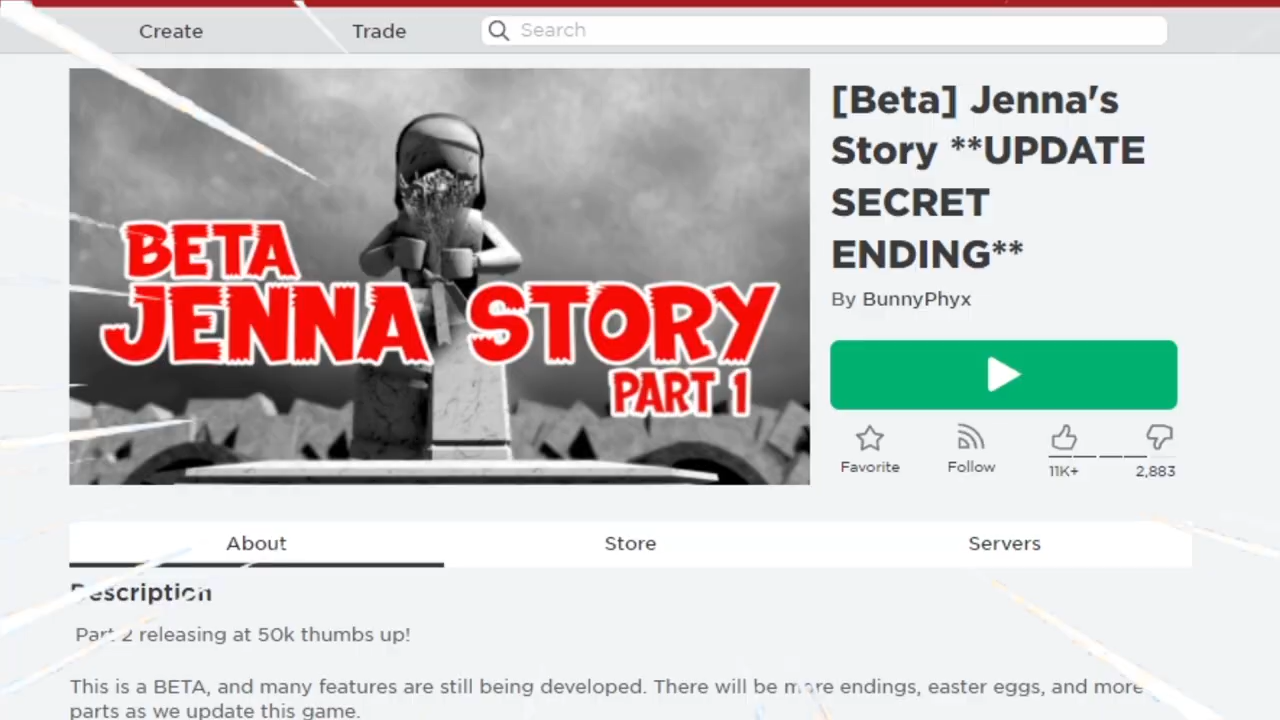 Create Trade Search
BETA
JENNA STORY
PART 1
[Beta] Jenna's
Story **UPDATE
SECRET
ENDING**
By BunnyPhyx
Favorite Follow 11K+ 2,883
About Store Servers
Description
Part 2 releasing at 50k thumbs up!
This is a BETA, and many features are still being developed. There will be more endings, easter eggs, and more
parts as we update this game.